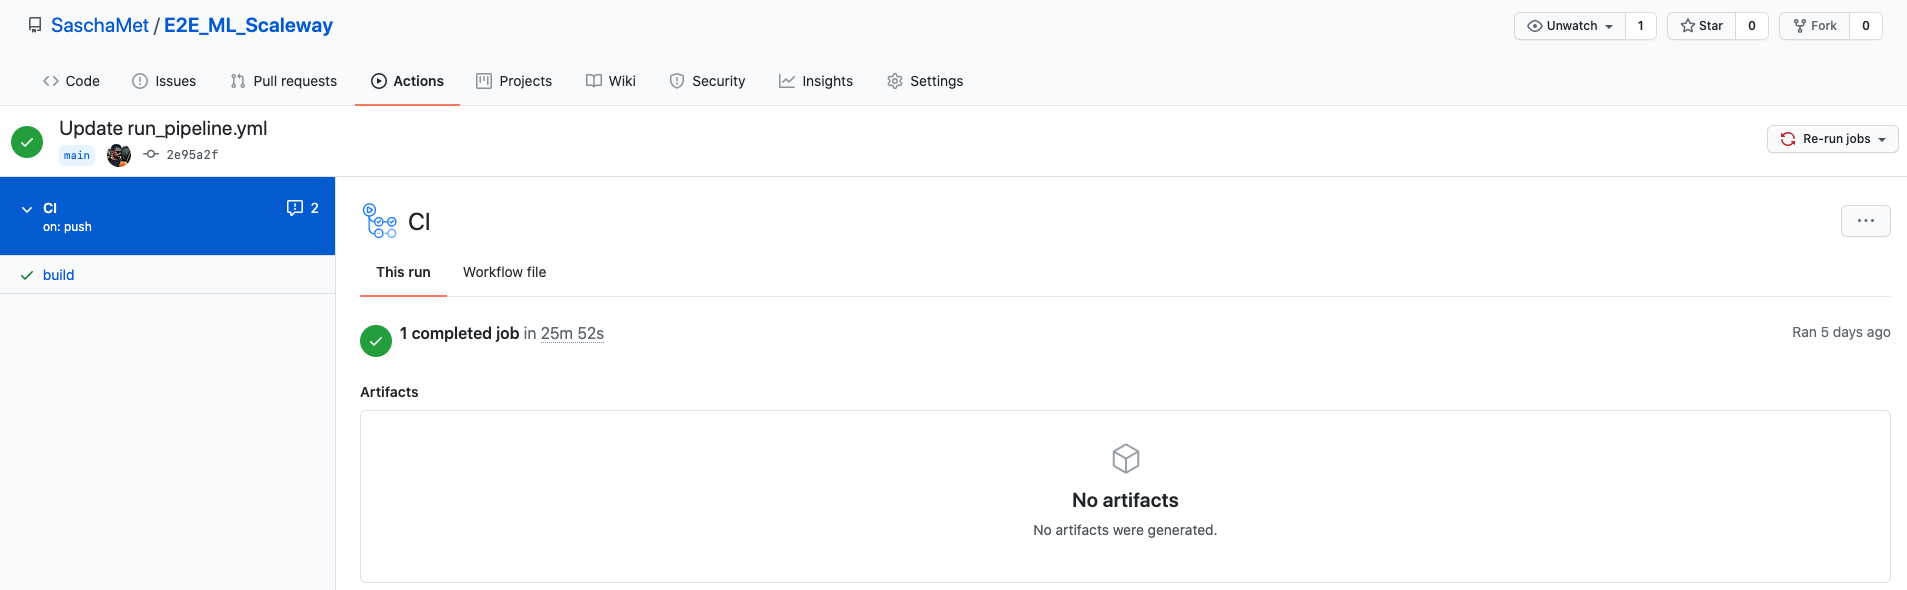 SaschaMet / E2E_ML_Scaleway
Unwatch 1 Star 0 Fork 0
Code Issues Pull requests Actions Projects Wiki Security Insights Settings
Update run_pipeline.yml
main 2e95a2f
Re-run jobs
CI 2
on: push
build
CI
...
This run Workflow file
1 completed job in 25m 52s
Ran 5 days ago
Artifacts
No artifacts
No artifacts were generated.